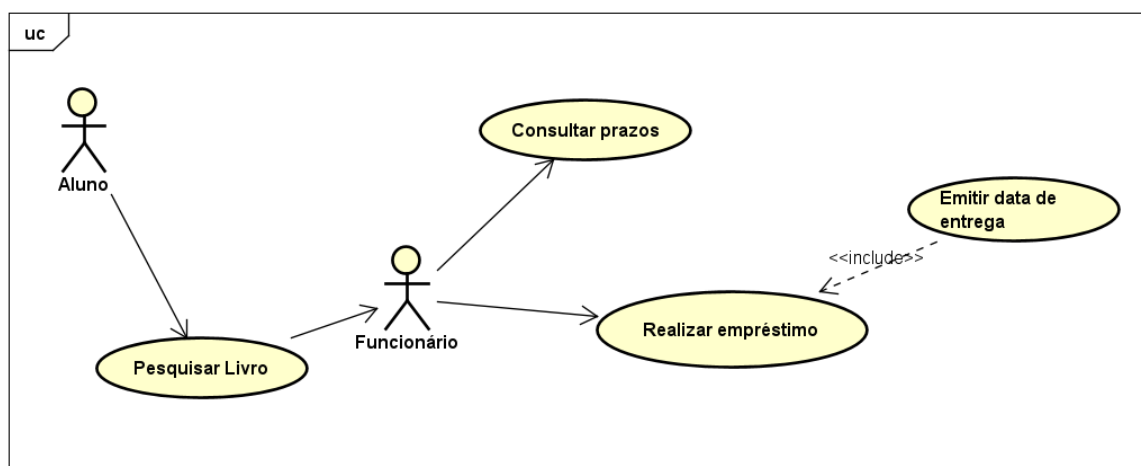 uc
Aluno
Consultar prazos
Emitir data de
entrega
<<include>>
Funcionário
Realizar empréstimo
Pesquisar Livro